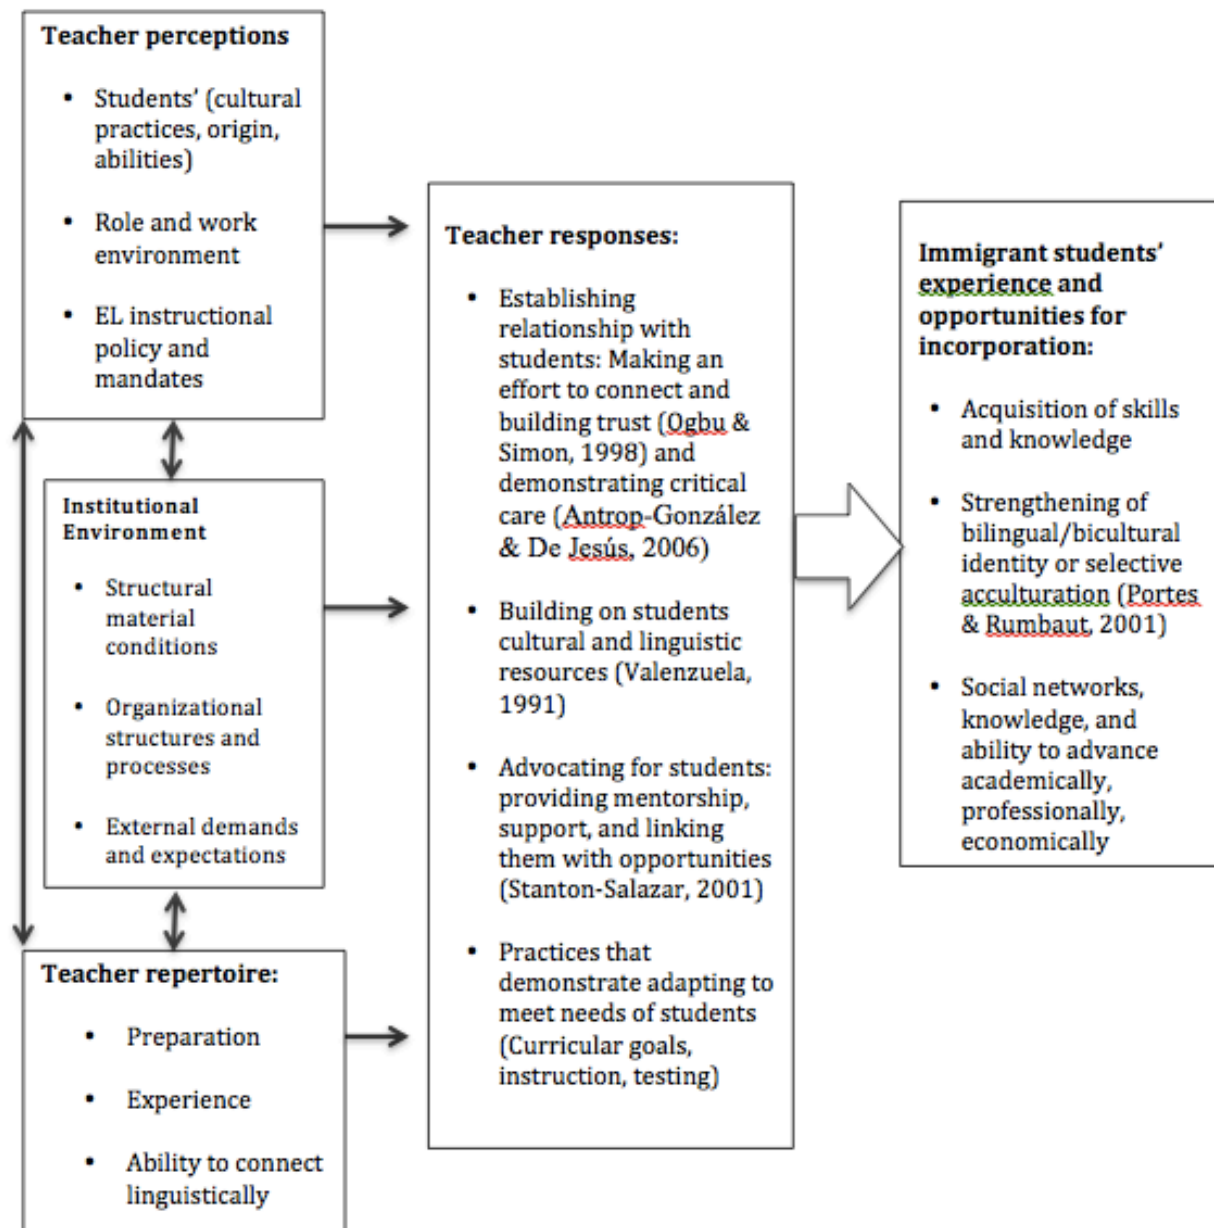 Teacher perceptions
• Students’ (cultural
practices, origin,
abilities)
• Role and work
environment
• EL instructional
policy and
mandates
Institutional
Environment
• Structural
material
conditions
• Organizational
structures and
processes
• External demands
and expectations
Teacher repertoire:
• Preparation
• Experience
• Ability to connect
linguistically
Teacher responses:
• Establishing
relationship with
students: Making an
effort to connect and
building trust (Ogbu &
Simon, 1998) and
demonstrating critical
care (Antrop-González
& De Jesús, 2006)
• Building on students
cultural and linguistic
resources (Valenzuela,
1991)
• Advocating for students:
providing mentorship,
support, and linking
them with opportunities
(Stanton-Salazar, 2001)
• Practices that
demonstrate adapting to
meet needs of students
(Curricular goals,
instruction, testing)
Immigrant students’
experience and
opportunities for
incorporation:
• Acquisition of skills
and knowledge
• Strengthening of
bilingual/bicultural
identity or selective
acculturation (Portes
& Rumbaut, 2001)
• Social networks,
knowledge, and
ability to advance
academically,
professionally,
economically